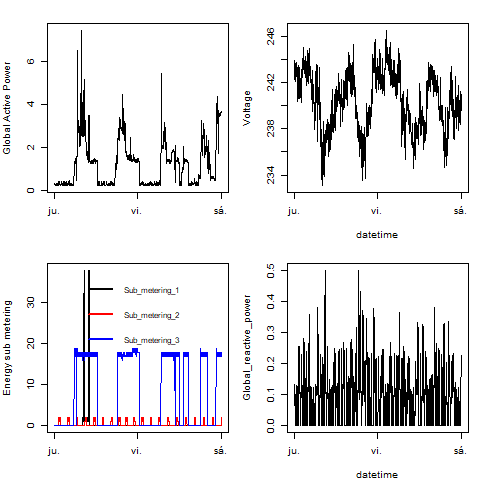 Global Active Power
0 2 4 6
ju. vi. sá.
Voltage
234 238 242 246
ju. vi. sá.
datetime
Energy sub metering
0 10 20 30
Sub_metering_1
Sub_metering_2
Sub_metering_3
ju. vi. sá.
Global_reactive_power
0.0 0.1 0.2 0.3 0.4 0.5
ju. vi. sá.
datetime